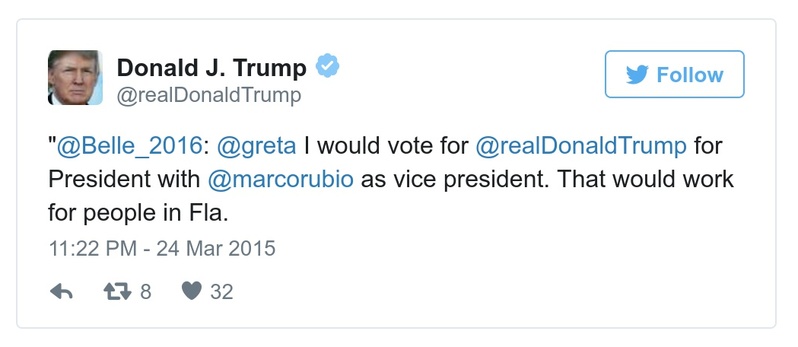 Donald J. Trump
@realDonaldTrump
Follow
"@Belle_2016: @greta I would vote for @realDonaldTrump for
President with @marcorubio as vice president. That would work
for people in Fla.
11:22 PM - 24 Mar 2015
8 32